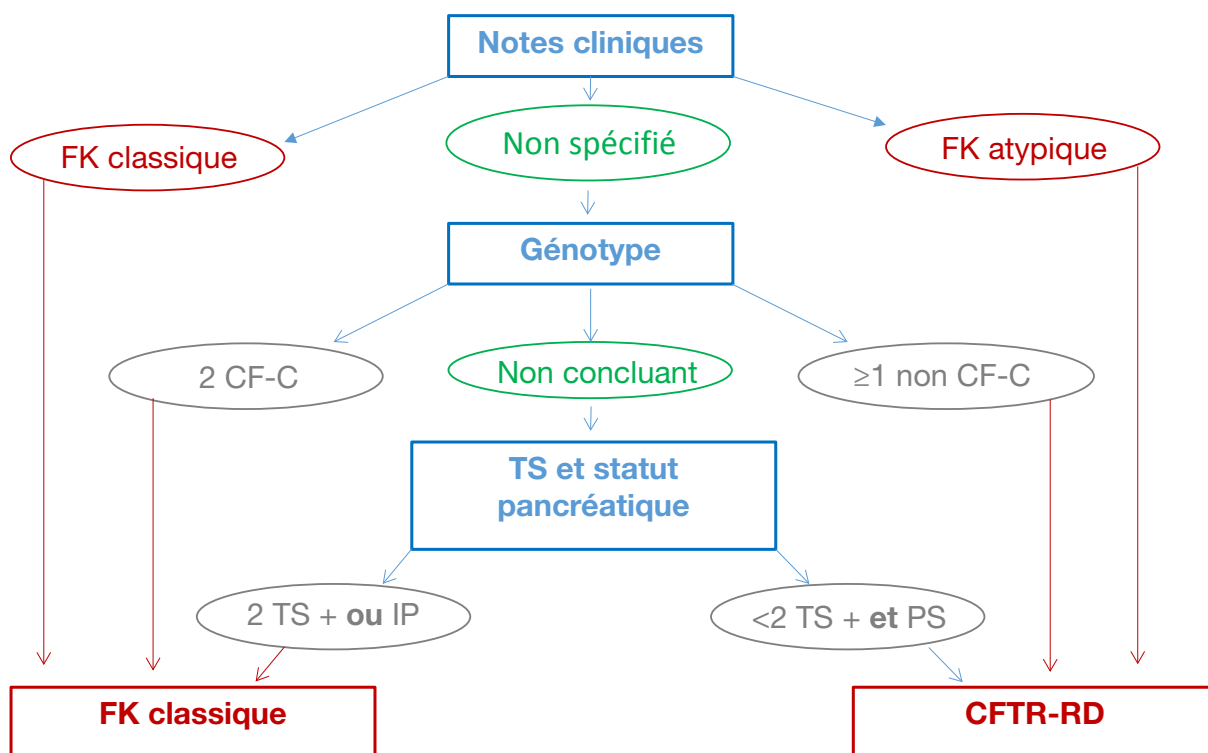 Notes cliniques
FK classique
Non spécifié
FK atypique
Génotype
2 CF-C
Non concluant
≥1 non CF-C
TS et statut
pancréatique
2 TS + ou IP
<2 TS + et PS
FK classique
CFTR-RD